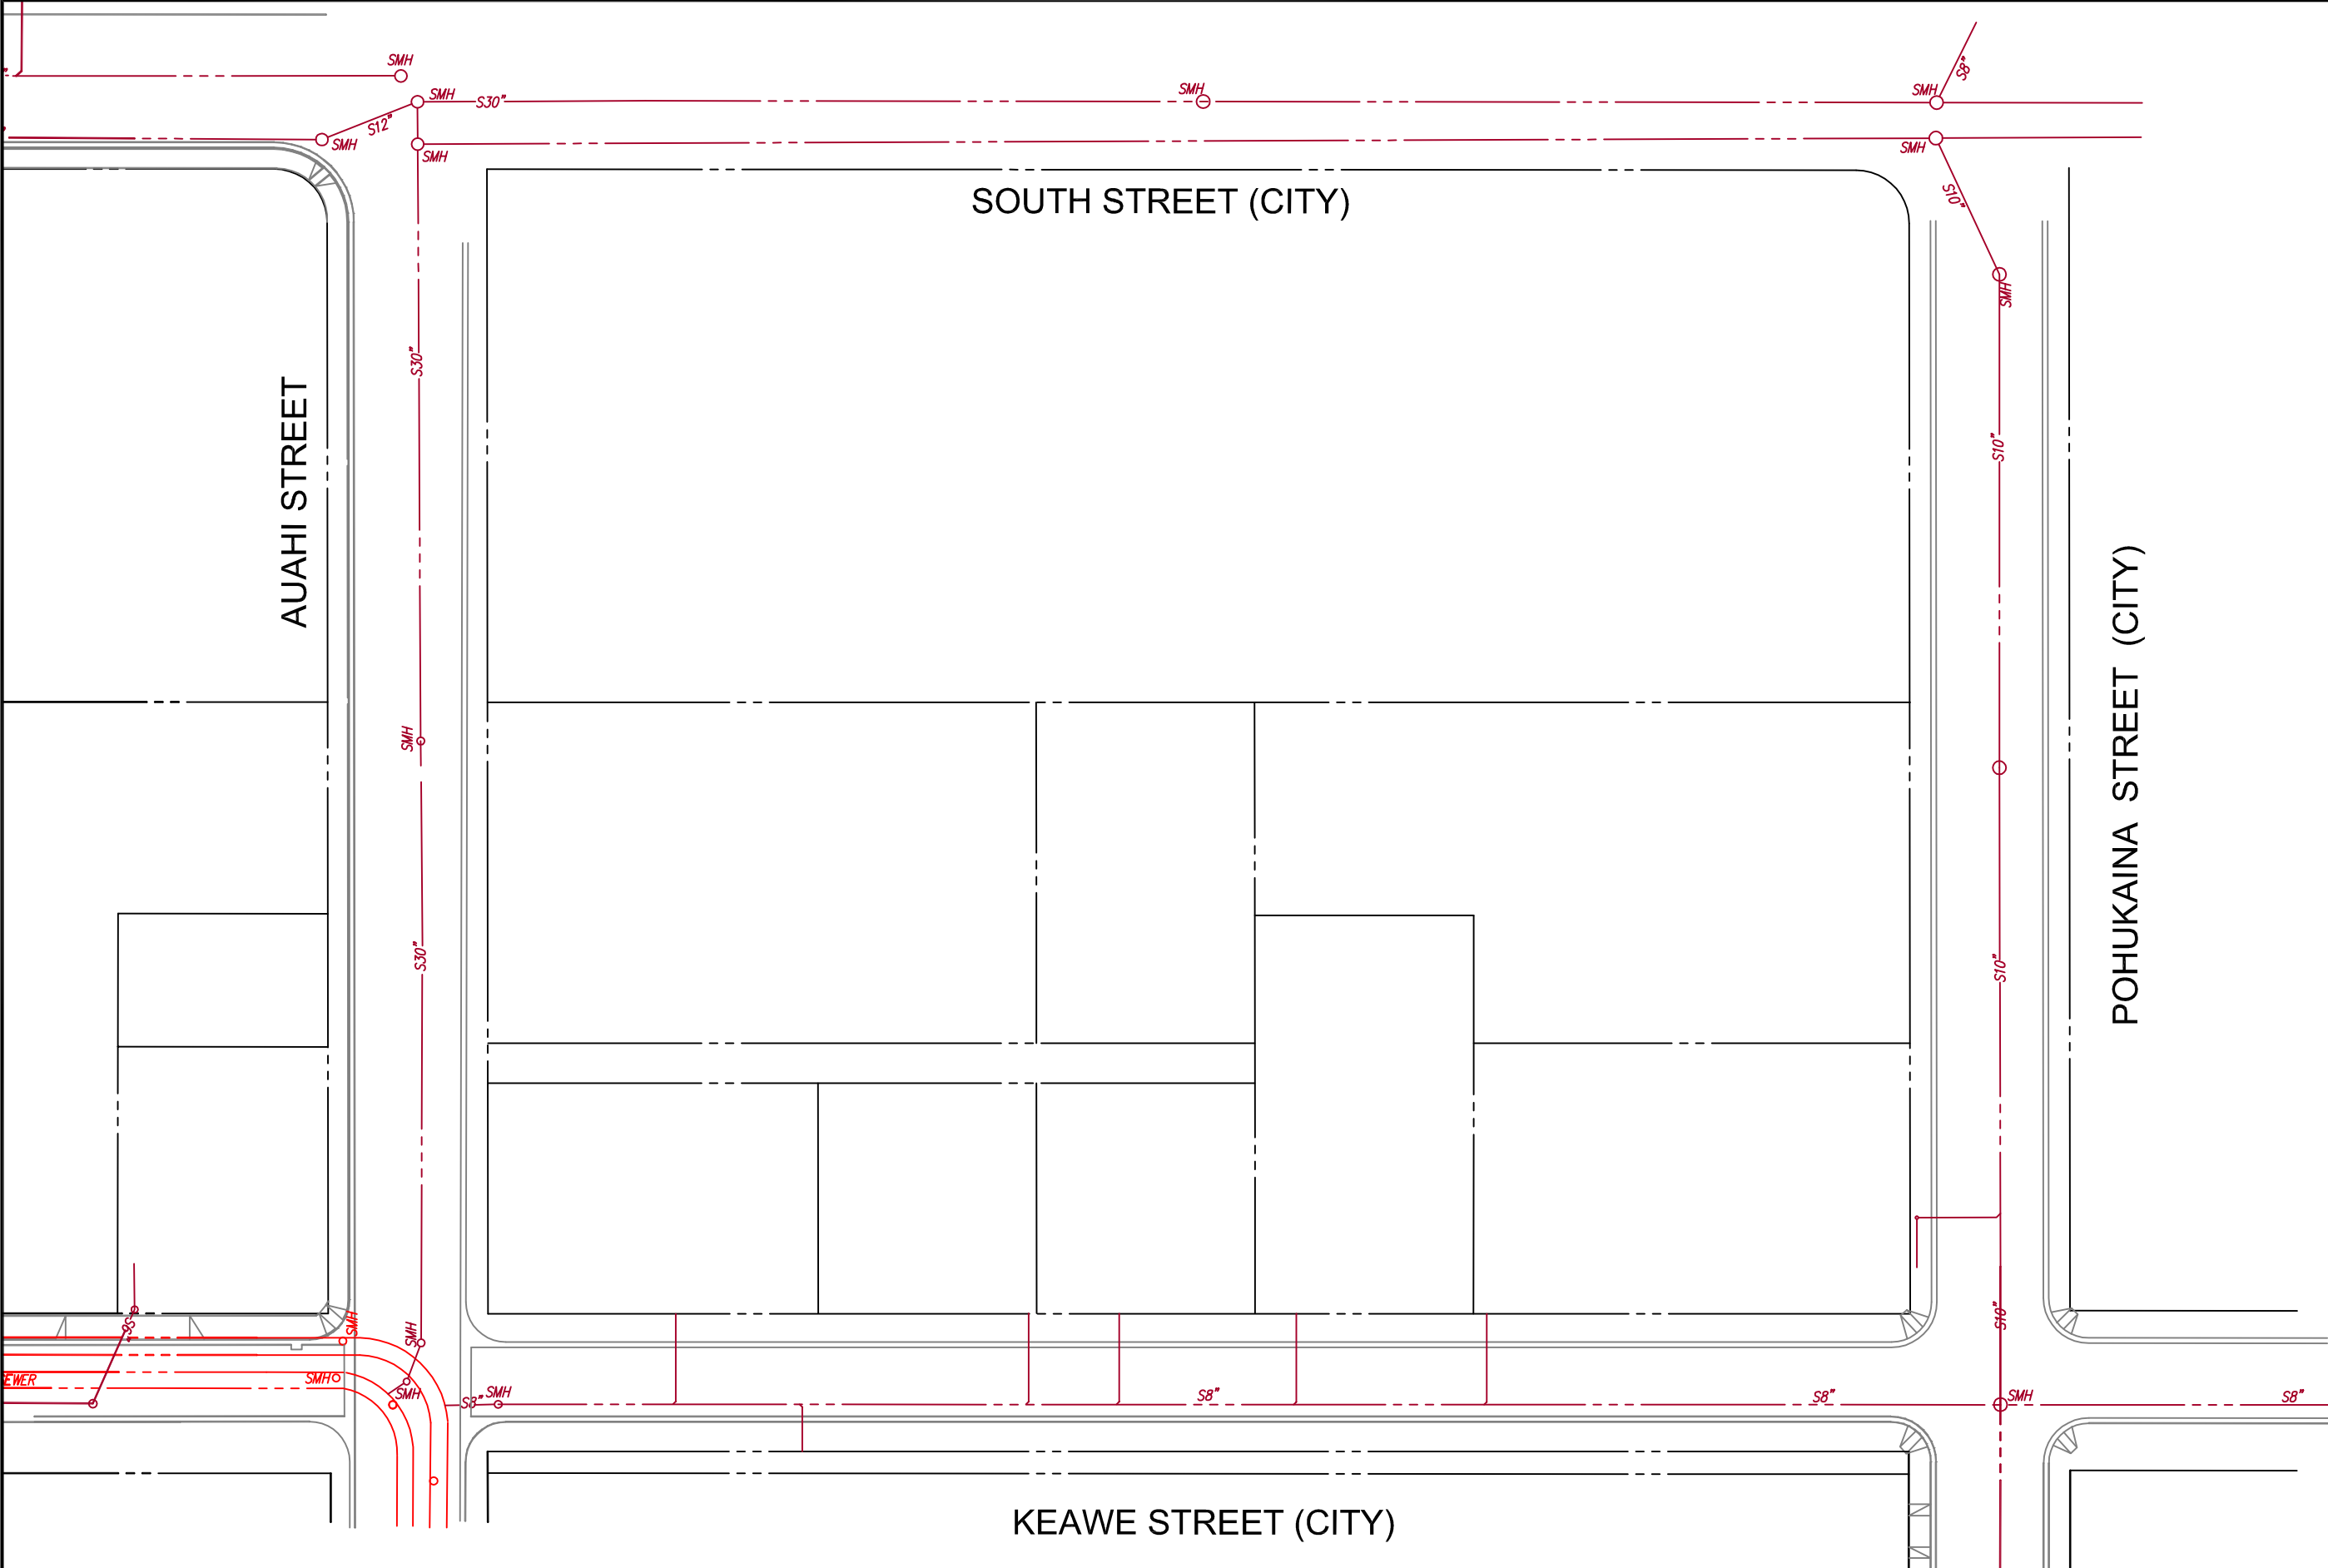 SMH
SMH
S30"
SMH
SMH
S8"
S12"
SMH
SMH
SMH
SOUTH STREET (CITY)
S10"
SMH
S30"
AUAHI STREET
S10"
POHUKAINA STREET (CITY)
SMH
S30"
S10"
S6"
SMH
SMH
S10"
SMH
SMH
S8"
SMH
S8"
S8"
SMH
S8"
KEAWE STREET (CITY)